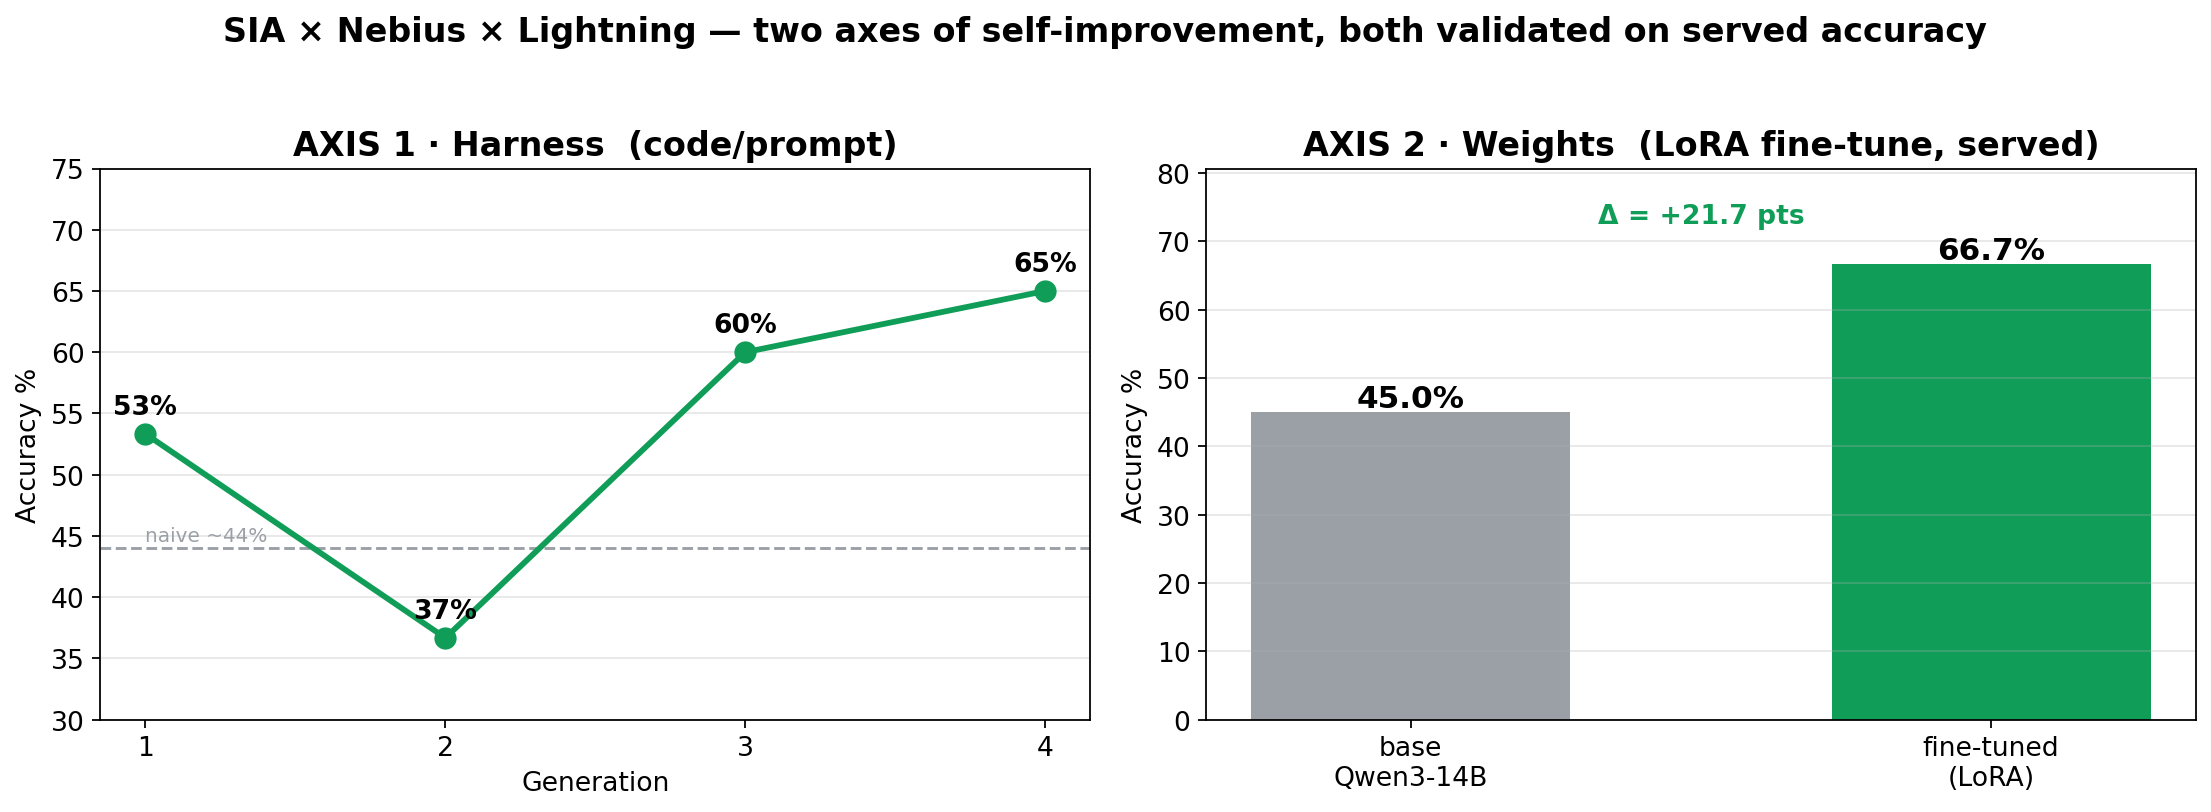 SIA × Nebius × Lightning — two axes of self-improvement, both validated on served accuracy
AXIS 1 · Harness (code/prompt)
75
70
65
60
55
50
45
40
35
30
Accuracy %
53%
37%
60%
65%
naive ~44%
1 2 3 4
Generation
AXIS 2 · Weights (LoRA fine-tune, served)
80
70
60
50
40
30
20
10
0
Accuracy %
Δ = +21.7 pts
45.0%
66.7%
base
Qwen3-14B
fine-tuned
(LoRA)